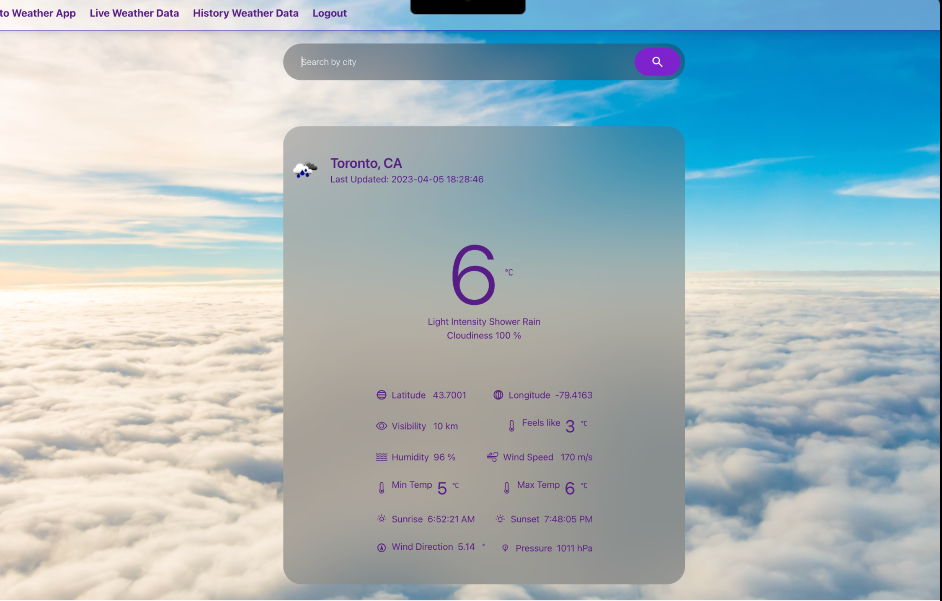 to Weather App Live Weather Data History Weather Data Logout
Search by city
Toronto, CA
Last Updated: 2023-04-05 18:28:46
6 °C
Light Intensity Shower Rain
Cloudiness 100 %
Latitude 43.7001 Longitude -79.4163
Visibility 10 km Feels like 3 °C
Humidity 96 % Wind Speed 170 m/s
Min Temp 5 °C Max Temp 6 °C
Sunrise 6:52:21 AM Sunset 7:48:05 PM
Wind Direction 5.14 ° Pressure 1011 hPa